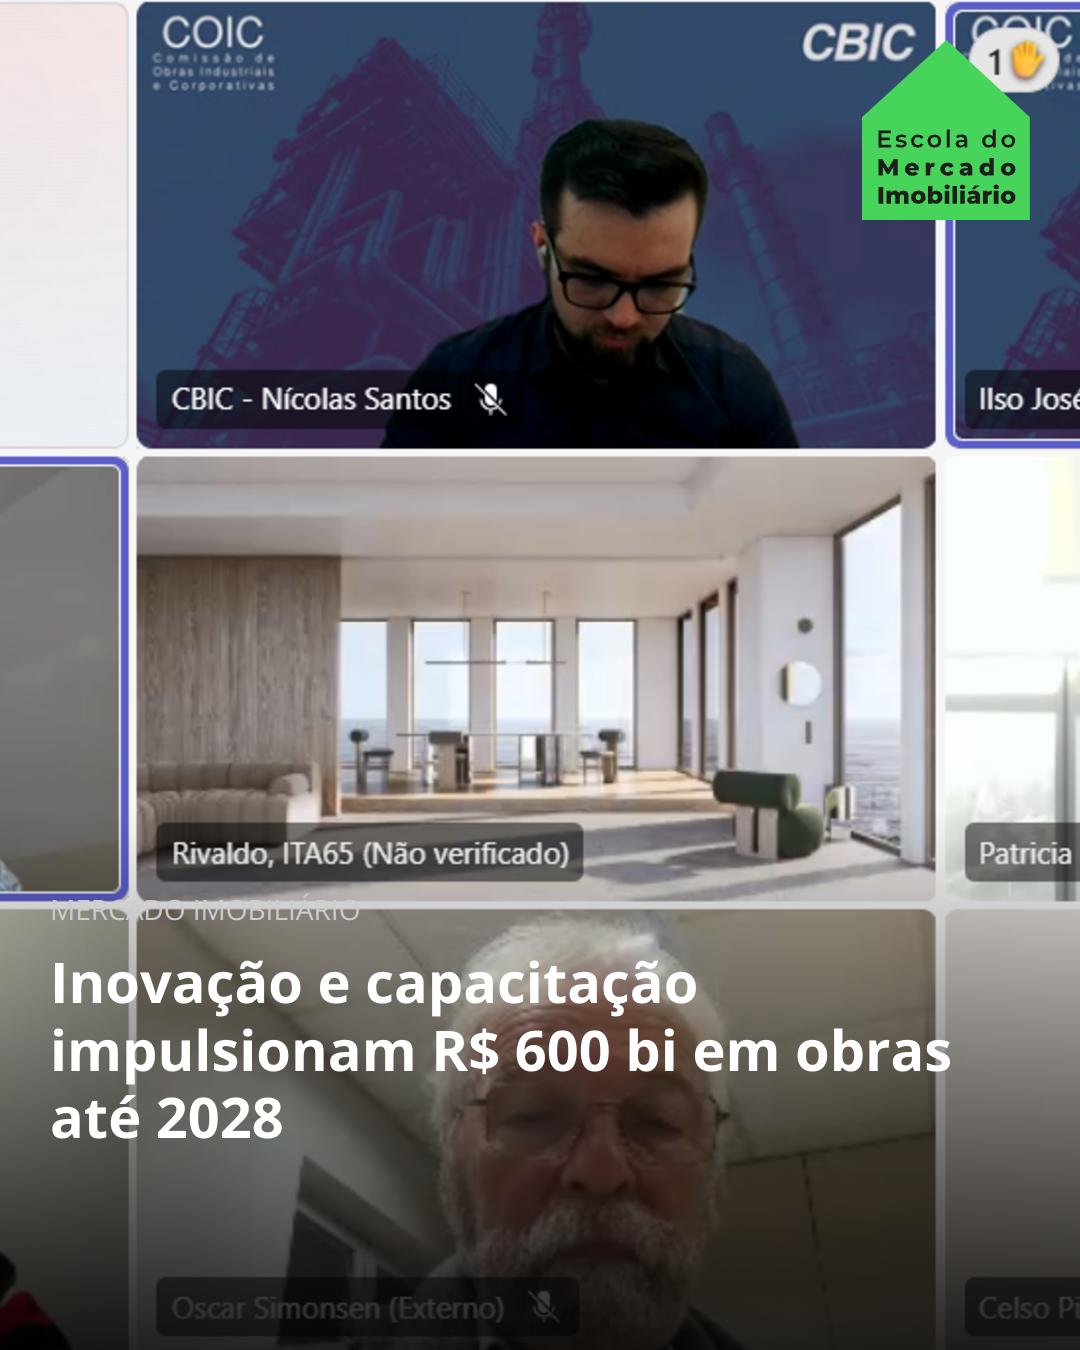 COIC
Comissão de
Obras Industriais
e Corporativas
CBIC
COIC
1
Escola do
Mercado
Imobiliário
CBIC - Nícolas Santos
Ilso José
Rivaldo, ITA65 (Não verificado)
Patricia
MERCADO IMOBILIÁRIO
Inovação e capacitação
impulsionam R$ 600 bi em obras
até 2028
Oscar Simonsen (Externo)
Celso Pi